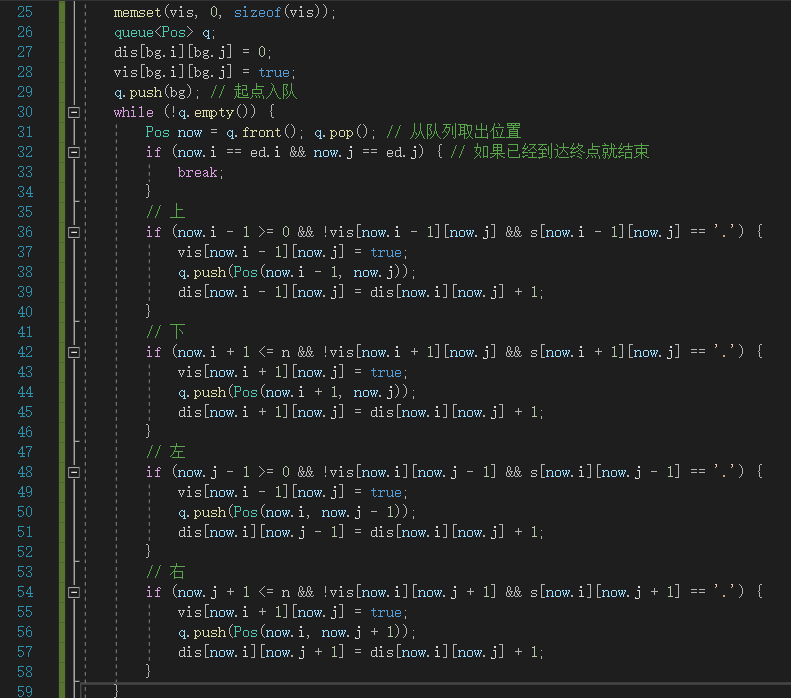 25 memset(vis, 0, sizeof(vis));
26 queue<Pos> q;
27 dis[bg.i][bg.j] = 0;
28 vis[bg.i][bg.j] = true;
29 q.push(bg); // 起点入队
30 while (!q.empty()) {
31 Pos now = q.front(); q.pop(); // 从队列取出位置
32 if (now.i == ed.i && now.j == ed.j) { // 如果已经到达终点就结束
33 break;
34 }
35 // 上
36 if (now.i - 1 >= 0 && !vis[now.i - 1][now.j] && s[now.i - 1][now.j] == '.') {
37 vis[now.i - 1][now.j] = true;
38 q.push(Pos(now.i - 1, now.j));
39 dis[now.i - 1][now.j] = dis[now.i][now.j] + 1;
40 }
41 // 下
42 if (now.i + 1 <= n && !vis[now.i + 1][now.j] && s[now.i + 1][now.j] == '.') {
43 vis[now.i + 1][now.j] = true;
44 q.push(Pos(now.i + 1, now.j));
45 dis[now.i + 1][now.j] = dis[now.i][now.j] + 1;
46 }
47 // 左
48 if (now.j - 1 >= 0 && !vis[now.i][now.j - 1] && s[now.i][now.j - 1] == '.') {
49 vis[now.i - 1][now.j] = true;
50 q.push(Pos(now.i, now.j - 1));
51 dis[now.i][now.j - 1] = dis[now.i][now.j] + 1;
52 }
53 // 右
54 if (now.j + 1 <= n && !vis[now.i][now.j + 1] && s[now.i][now.j + 1] == '.') {
55 vis[now.i + 1][now.j] = true;
56 q.push(Pos(now.i, now.j + 1));
57 dis[now.i][now.j + 1] = dis[now.i][now.j] + 1;
58 }
59 }